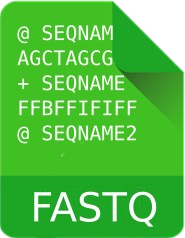 @ SEQNAM
AGCTAGCG
+ SEQNAME
FFBFFIFIFF
@ SEQNAME2
FASTQ